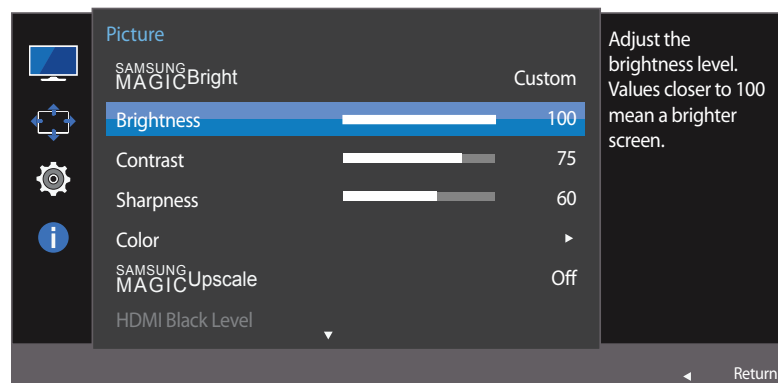 Picture
SAMSUNG MAGIC Bright Custom
Brightness 100
Contrast 75
Sharpness 60
Color
SAMSUNG MAGIC Upscale Off
HDMI Black Level
Adjust the
brightness level.
Values closer to 100
mean a brighter
screen.
Return